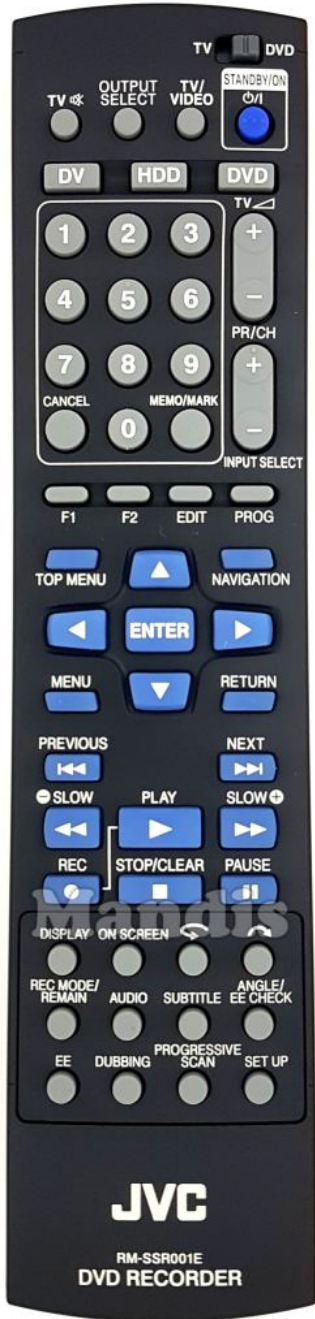 TV DVD
STANDBY/ON
OUTPUT SELECT
TV/VIDEO
TV
⏻/I
DV HDD DVD
TV
1 2 3 +
4 5 6 −
PR/CH
7 8 9 +
CANCEL MEMO/MARK
0 −
INPUT SELECT
F1 F2 EDIT PROG
TOP MENU NAVIGATION
ENTER
MENU RETURN
PREVIOUS NEXT
SLOW PLAY SLOW
REC STOP/CLEAR PAUSE
Mandis
DISPLAY ON SCREEN
REC MODE/
REMAIN AUDIO SUBTITLE ANGLE/
EE CHECK
EE DUBBING PROGRESSIVE
SCAN SET UP
JVC
RM-SSR001E
DVD RECORDER